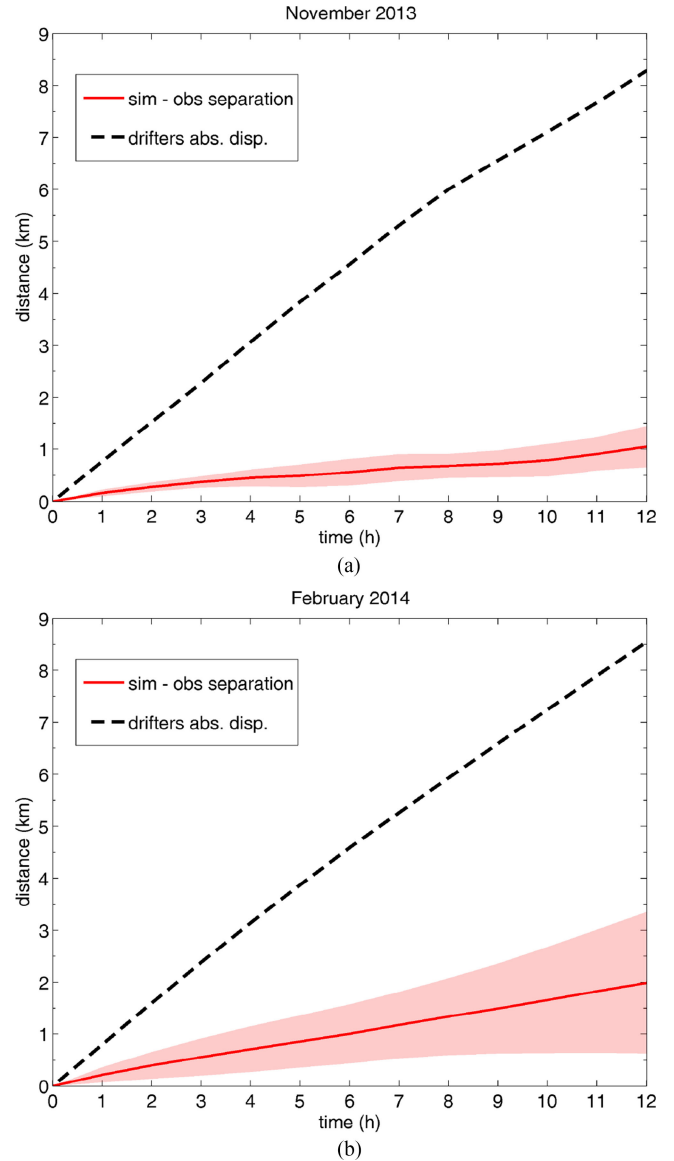 November 2013
9
8
7
6
5
4
3
2
1
0
distance (km)
sim - obs separation
drifters abs. disp.
0 1 2 3 4 5 6 7 8 9 10 11 12
time (h)
(a)
February 2014
9
8
7
6
5
4
3
2
1
0
distance (km)
sim - obs separation
drifters abs. disp.
0 1 2 3 4 5 6 7 8 9 10 11 12
time (h)
(b)